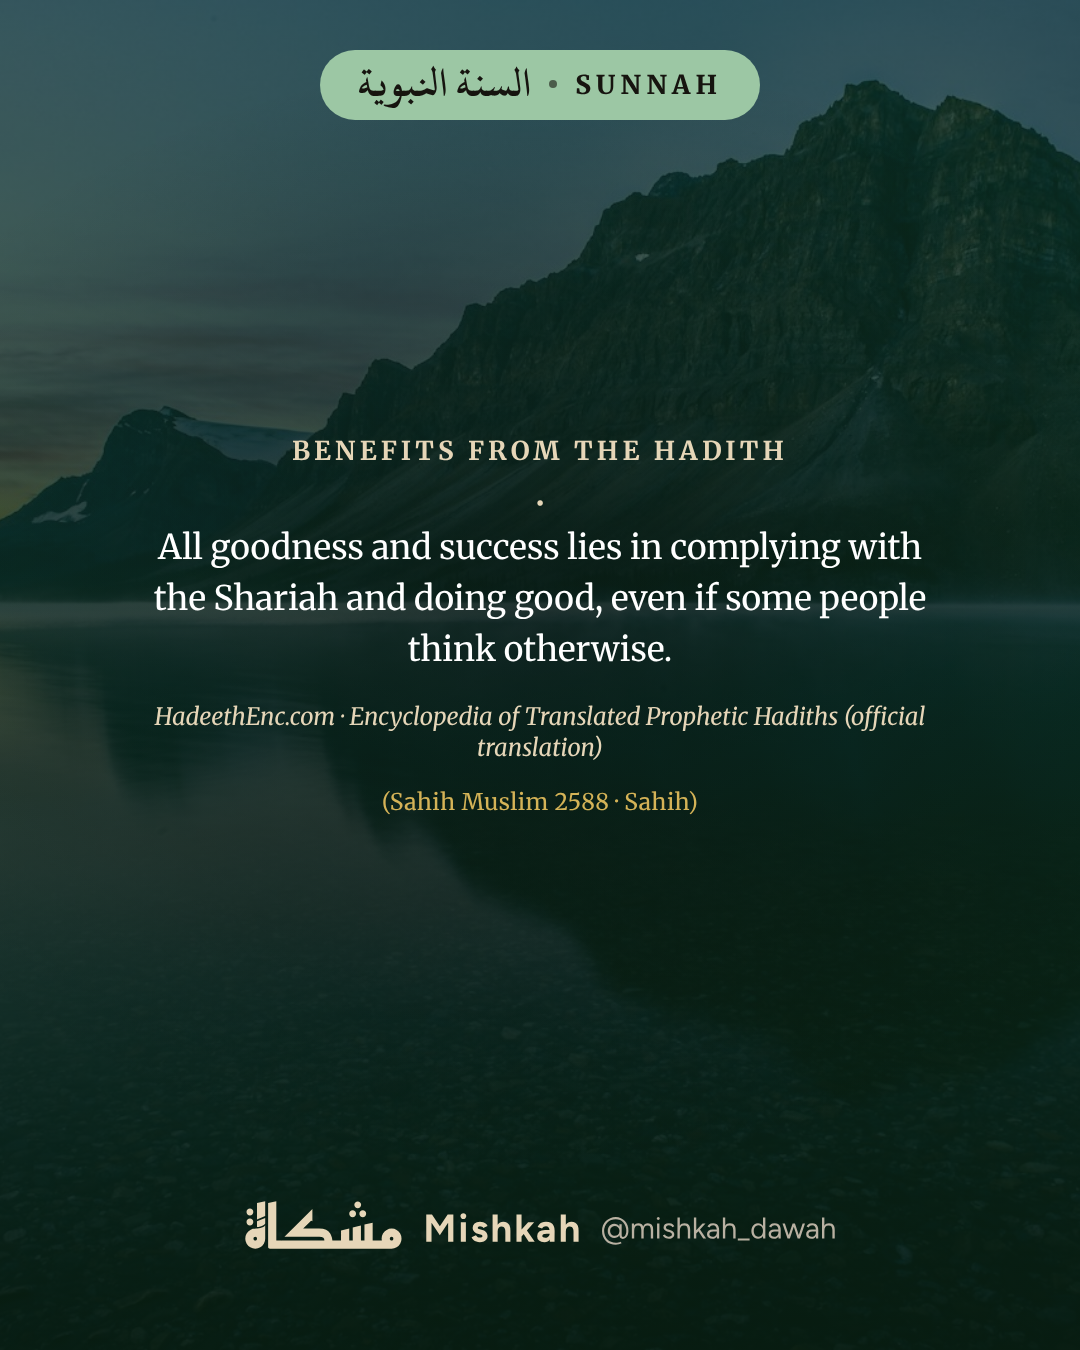 السنة النبوية • SUNNAH
BENEFITS FROM THE HADITH
•
All goodness and success lies in complying with
the Shariah and doing good, even if some people
think otherwise.
HadeethEnc.com · Encyclopedia of Translated Prophetic Hadiths (official
translation)
(Sahih Muslim 2588 · Sahih)
مشكاة Mishkah @mishkah_dawah